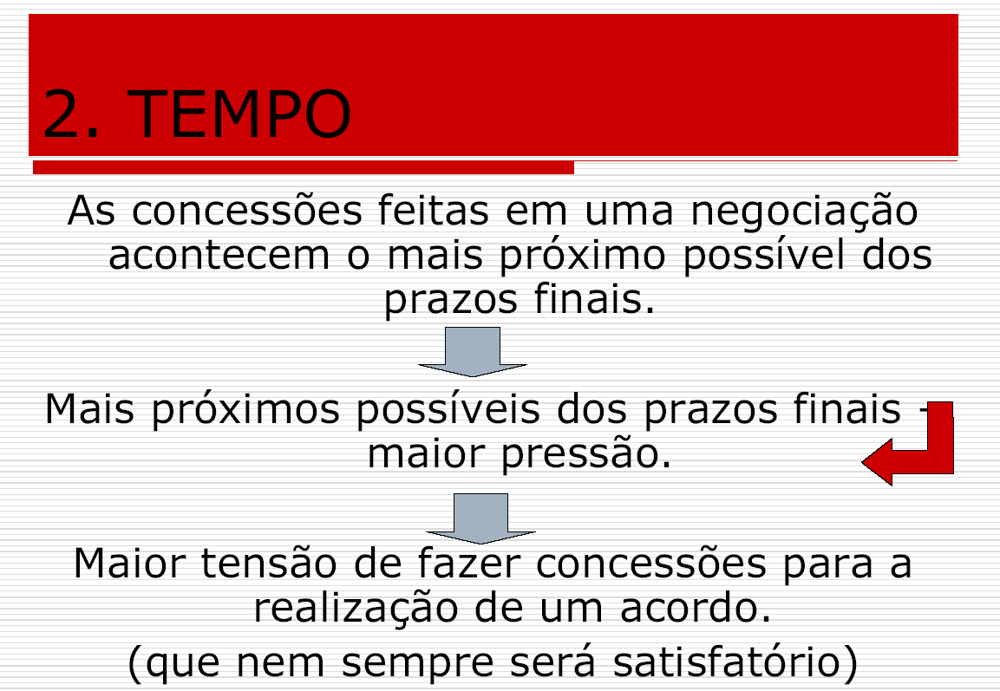 2. TEMPO
As concessões feitas em uma negociação
acontecem o mais próximo possível dos
prazos finais.
Mais próximos possíveis dos prazos finais -
maior pressão.
Maior tensão de fazer concessões para a
realização de um acordo.
(que nem sempre será satisfatório)